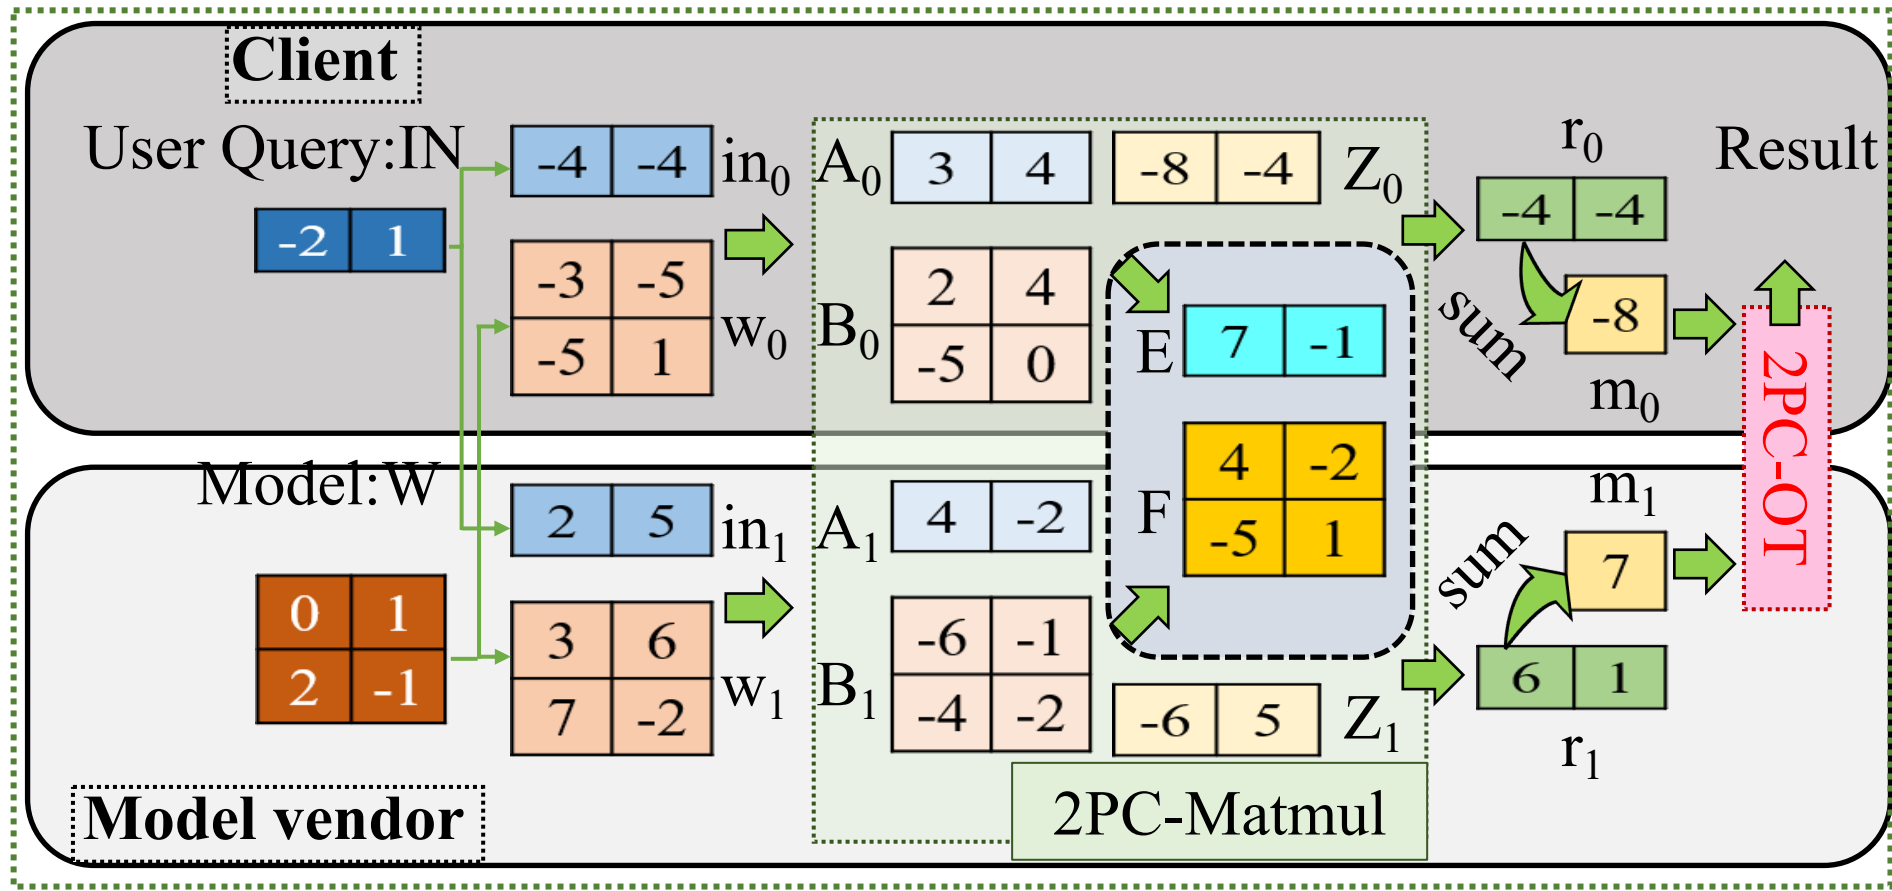 Client
User Query:IN
-2 1
-4 -4 in0
-3 -5
-5 1
w0
A0 3 4
-8 -4 Z0
B0
2 4
-5 0
E 7 -1
F
4 -2
-5 1
r0
-4 -4
sum
-8
m0
Result
2PC-OT
Model:W
0 1
2 -1
2 5 in1
3 6
7 -2
w1
A1 4 -2
B1
-6 -1
-4 -2
-6 5 Z1
m1
7
sum
6 1
r1
Model vendor
2PC-Matmul